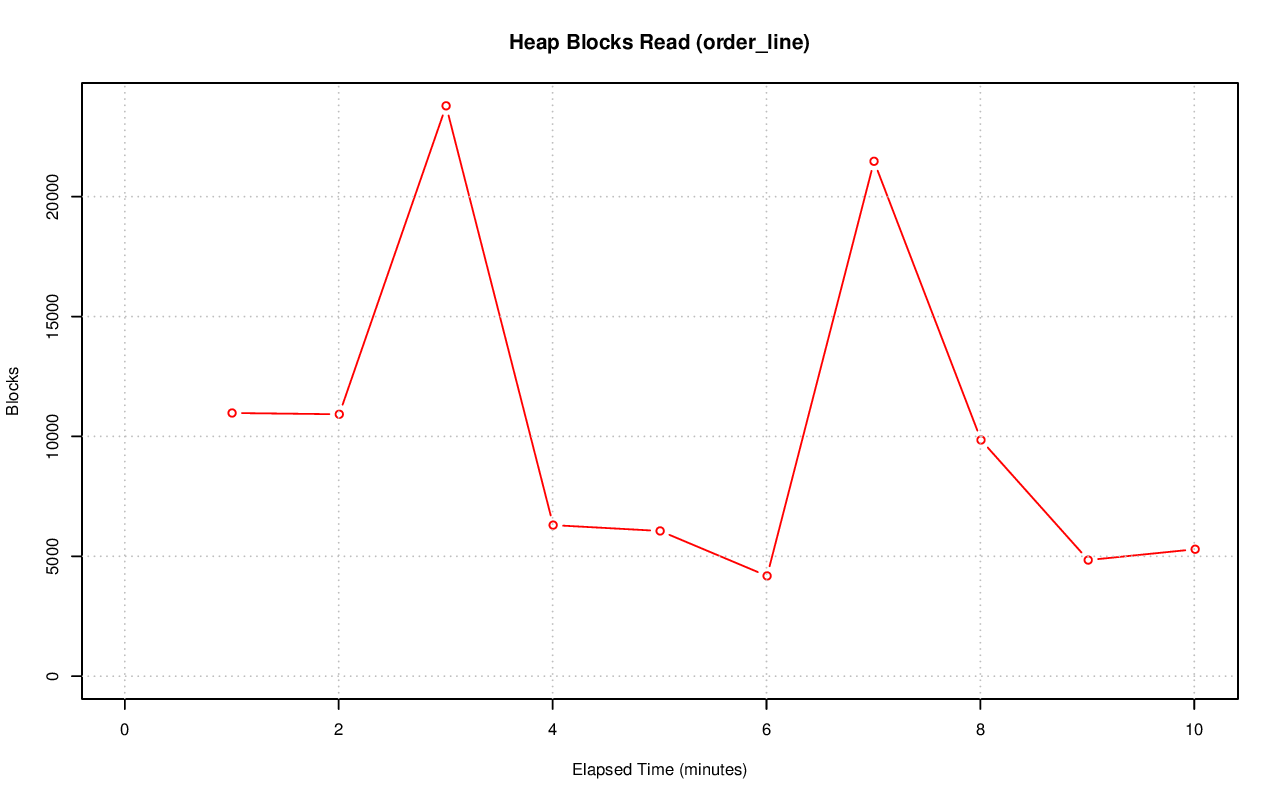 Heap Blocks Read (order_line)
Blocks
20000
15000
10000
5000
0
0 2 4 6 8 10
Elapsed Time (minutes)